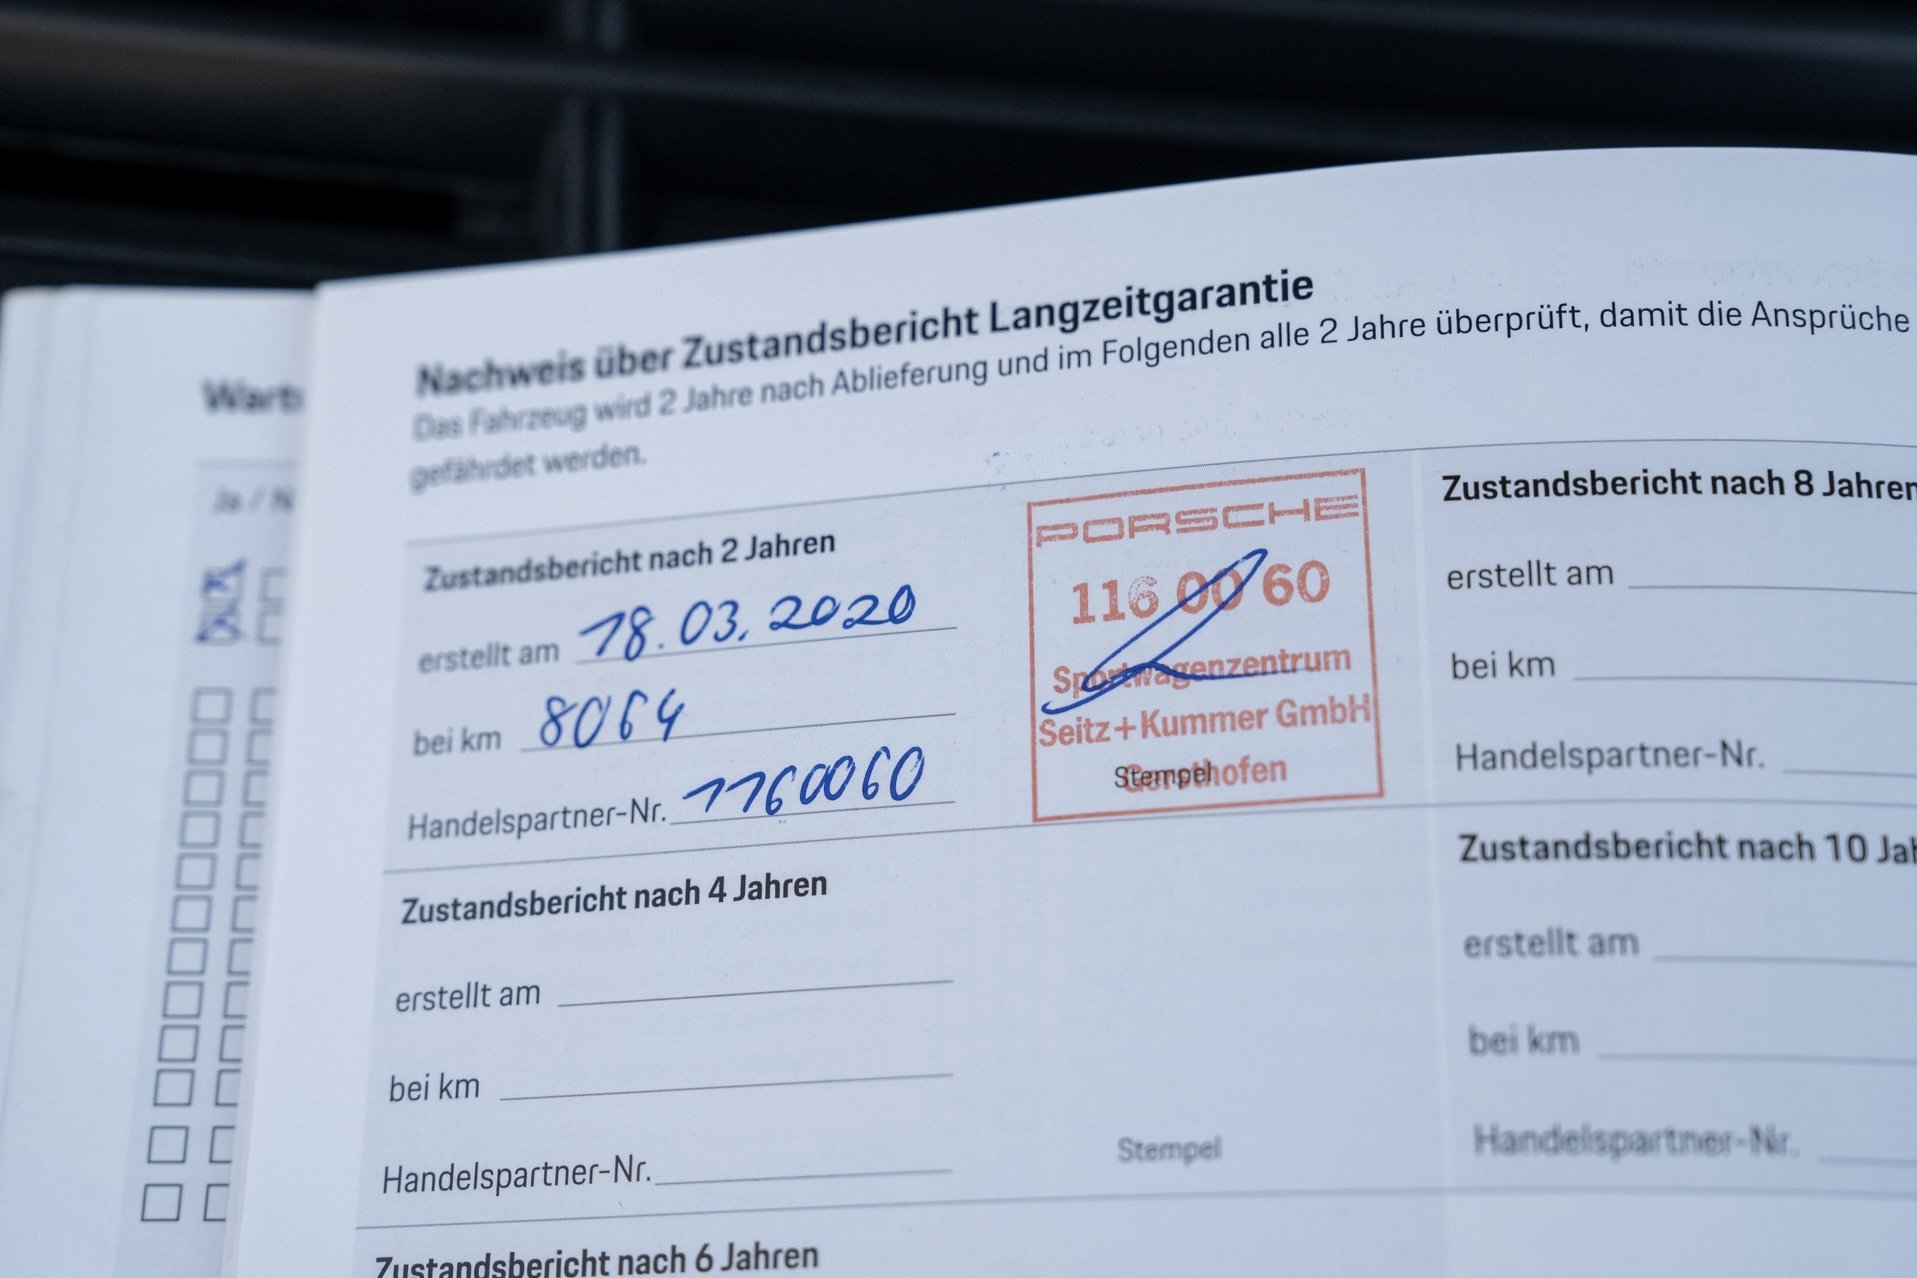 Nachweis über Zustandsbericht Langzeitgarantie
Das Fahrzeug wird 2 Jahre nach Ablieferung und im Folgenden alle 2 Jahre überprüft, damit die Ansprüche
gefährdet werden.
Ja / N
Zustandsbericht nach 2 Jahren
erstellt am 18.03.2020
bei km 8064
Handelspartner-Nr. 1160060
PORSCHE
116 00 60
Sportwagenzentrum
Seitz+Kummer GmbH
Gersthofen
Stempel
Zustandsbericht nach 4 Jahren
erstellt am
bei km
Handelspartner-Nr.
Stempel
Zustandsbericht nach 6 Jahren
Zustandsbericht nach 8 Jahren
erstellt am
bei km
Handelspartner-Nr.
Zustandsbericht nach 10 Jah
erstellt am
bei km
Handelspartner-Nr.